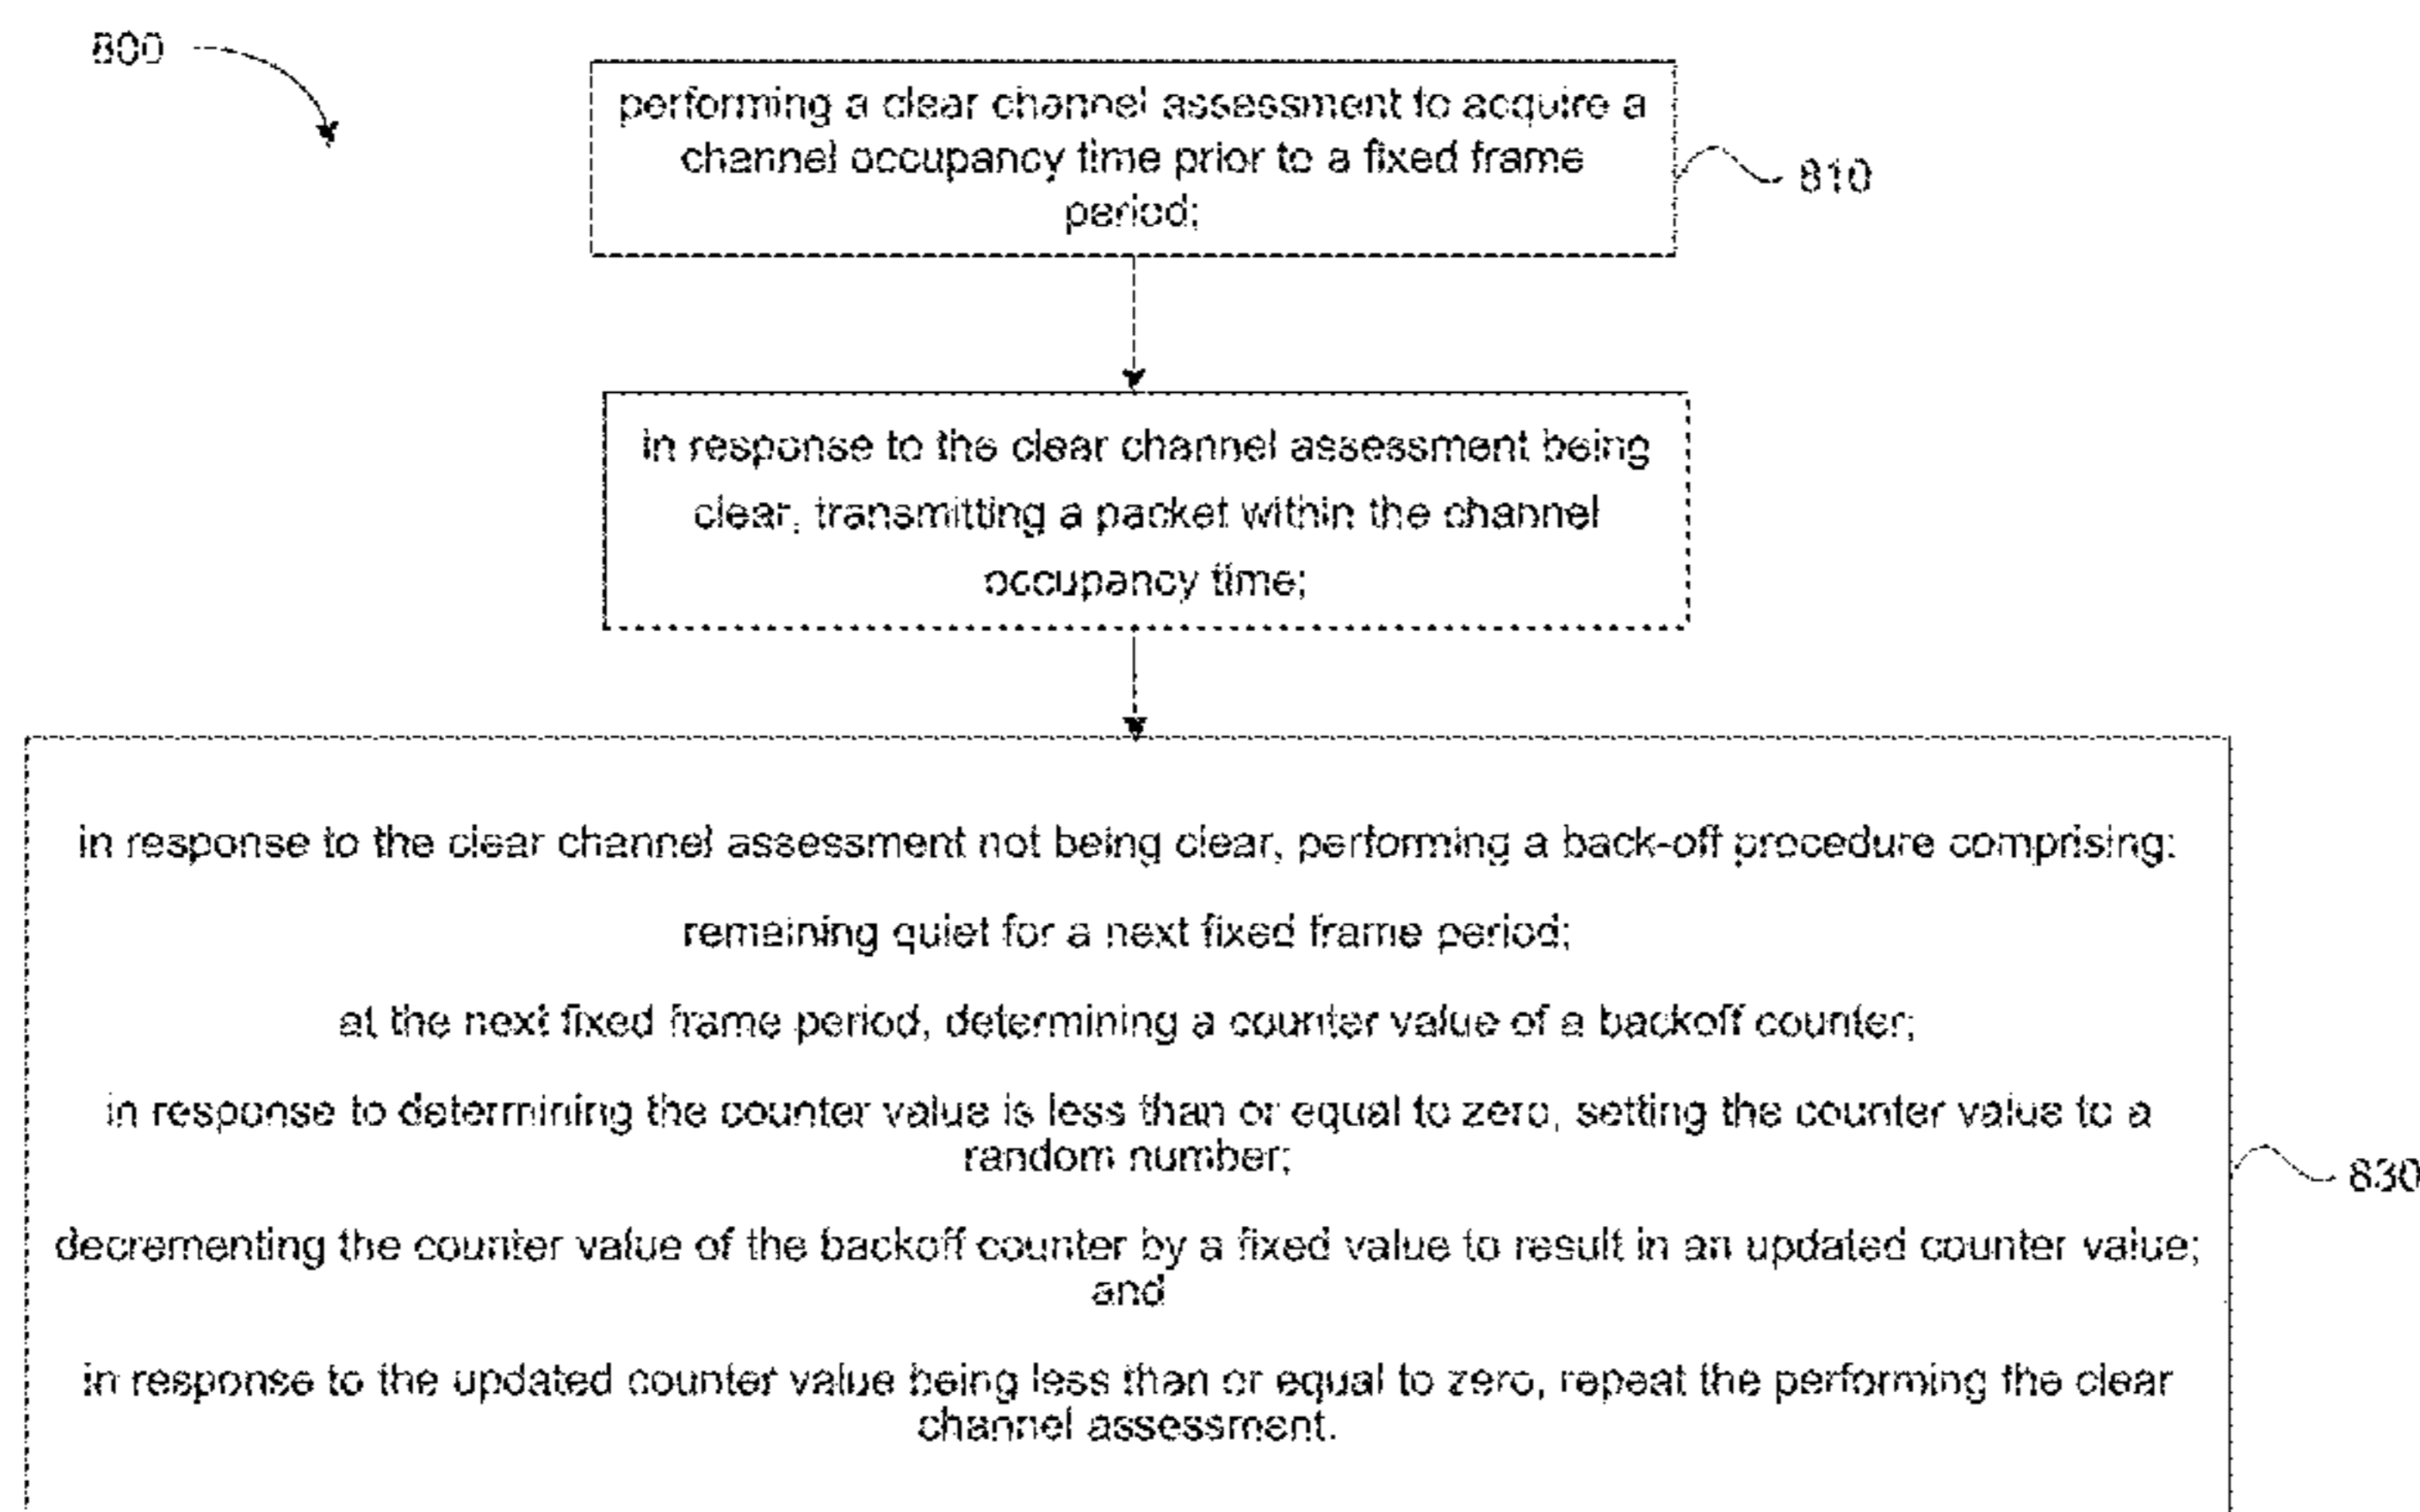 800
performing a clear channel assessment to acquire a
channel occupancy time prior to a fixed frame
period;
810
in response to the clear channel assessment being
clear, transmitting a packet within the channel
occupancy time;
in response to the clear channel assessment not being clear, performing a back-off procedure comprising:
remaining quiet for a next fixed frame period;
at the next fixed frame period, determining a counter value of a backoff counter;
in response to determining the counter value is less than or equal to zero, setting the counter value to a
random number;
830
decrementing the counter value of the backoff counter by a fixed value to result in an updated counter value;
and
in response to the updated counter value being less than or equal to zero, repeat the performing the clear
channel assessment.